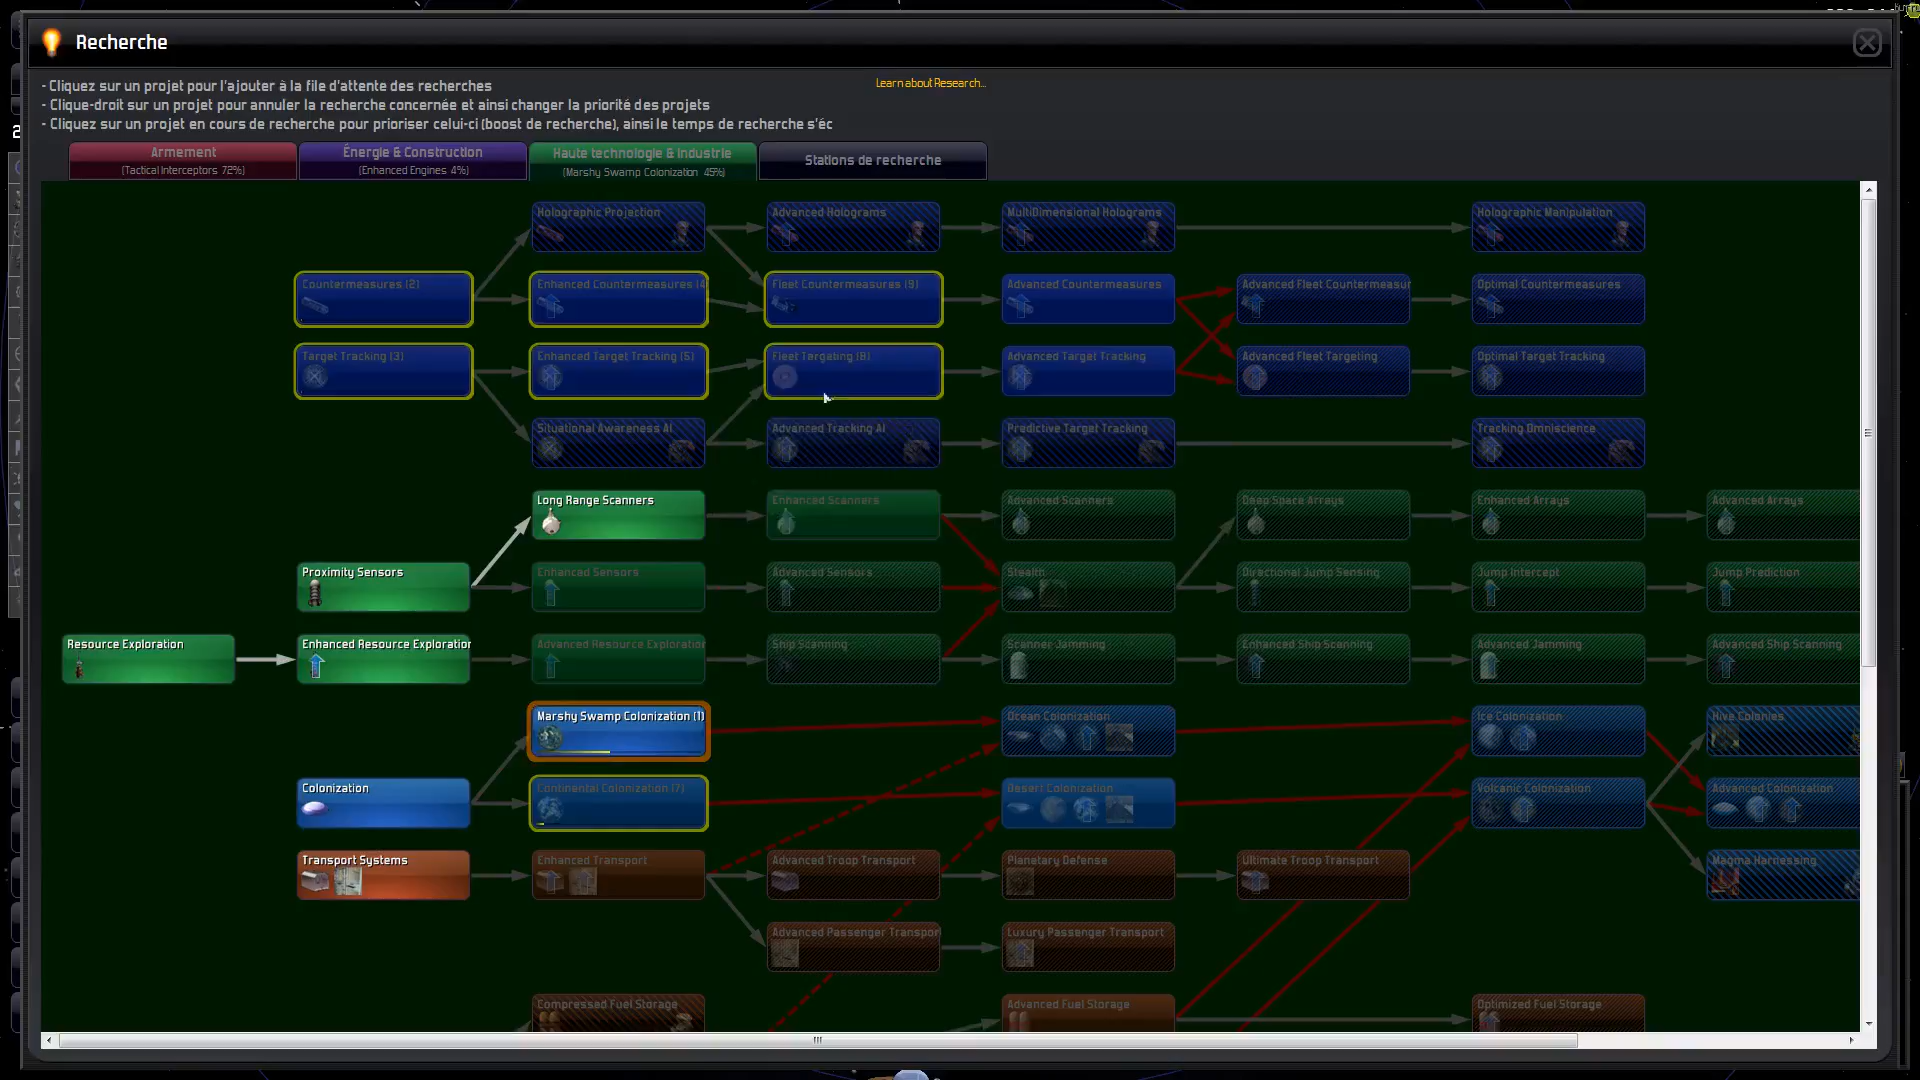 Recherche
- Cliquez sur un projet pour l'ajouter à la file d'attente des recherches
Learn about Research...
- Clique-droit sur un projet pour annuler la recherche concernée et ainsi changer la priorité des projets
- Cliquez sur un projet en cours de recherche pour prioriser celui-ci (boost de recherche), ainsi le temps de recherche s'éc
Armement
(Tactical Interceptors 72%)
Énergie & Construction
(Enhanced Engines 4%)
Haute technologie & Industrie
(Marshy Swamp Colonization 45%)
Stations de recherche
Holographic Projection
Advanced Holograms
MultiDimensional Holograms
Holographic Manipulation
Countermeasures (2)
Enhanced Countermeasures (4
Fleet Countermeasures (9)
Advanced Countermeasures
Advanced Fleet Countermeasur
Optimal Countermeasures
Target Tracking (3)
Enhanced Target Tracking (5)
Fleet Targeting (8)
Advanced Target Tracking
Advanced Fleet Targeting
Optimal Target Tracking
Situational Awareness AI
Advanced Tracking AI
Predictive Target Tracking
Tracking Omniscience
Long Range Scanners
Enhanced Scanners
Advanced Scanners
Deep Space Arrays
Enhanced Arrays
Advanced Arrays
Proximity Sensors
Enhanced Sensors
Advanced Sensors
Stealth
Directional Jump Sensing
Jump Intercept
Jump Prediction
Resource Exploration
Enhanced Resource Exploration
Advanced Resource Exploration
Ship Scanning
Scanner Jamming
Enhanced Ship Scanning
Advanced Jamming
Advanced Ship Scanning
Marshy Swamp Colonization (1)
Ocean Colonization
Ice Colonization
Hive Colonies
Colonization
Continental Colonization (7)
Desert Colonization
Volcanic Colonization
Advanced Colonization
Transport Systems
Enhanced Transport
Advanced Troop Transport
Planetary Defense
Ultimate Troop Transport
Magma Harnessing
Advanced Passenger Transpor
Luxury Passenger Transport
Compressed Fuel Storage
Advanced Fuel Storage
Optimized Fuel Storage